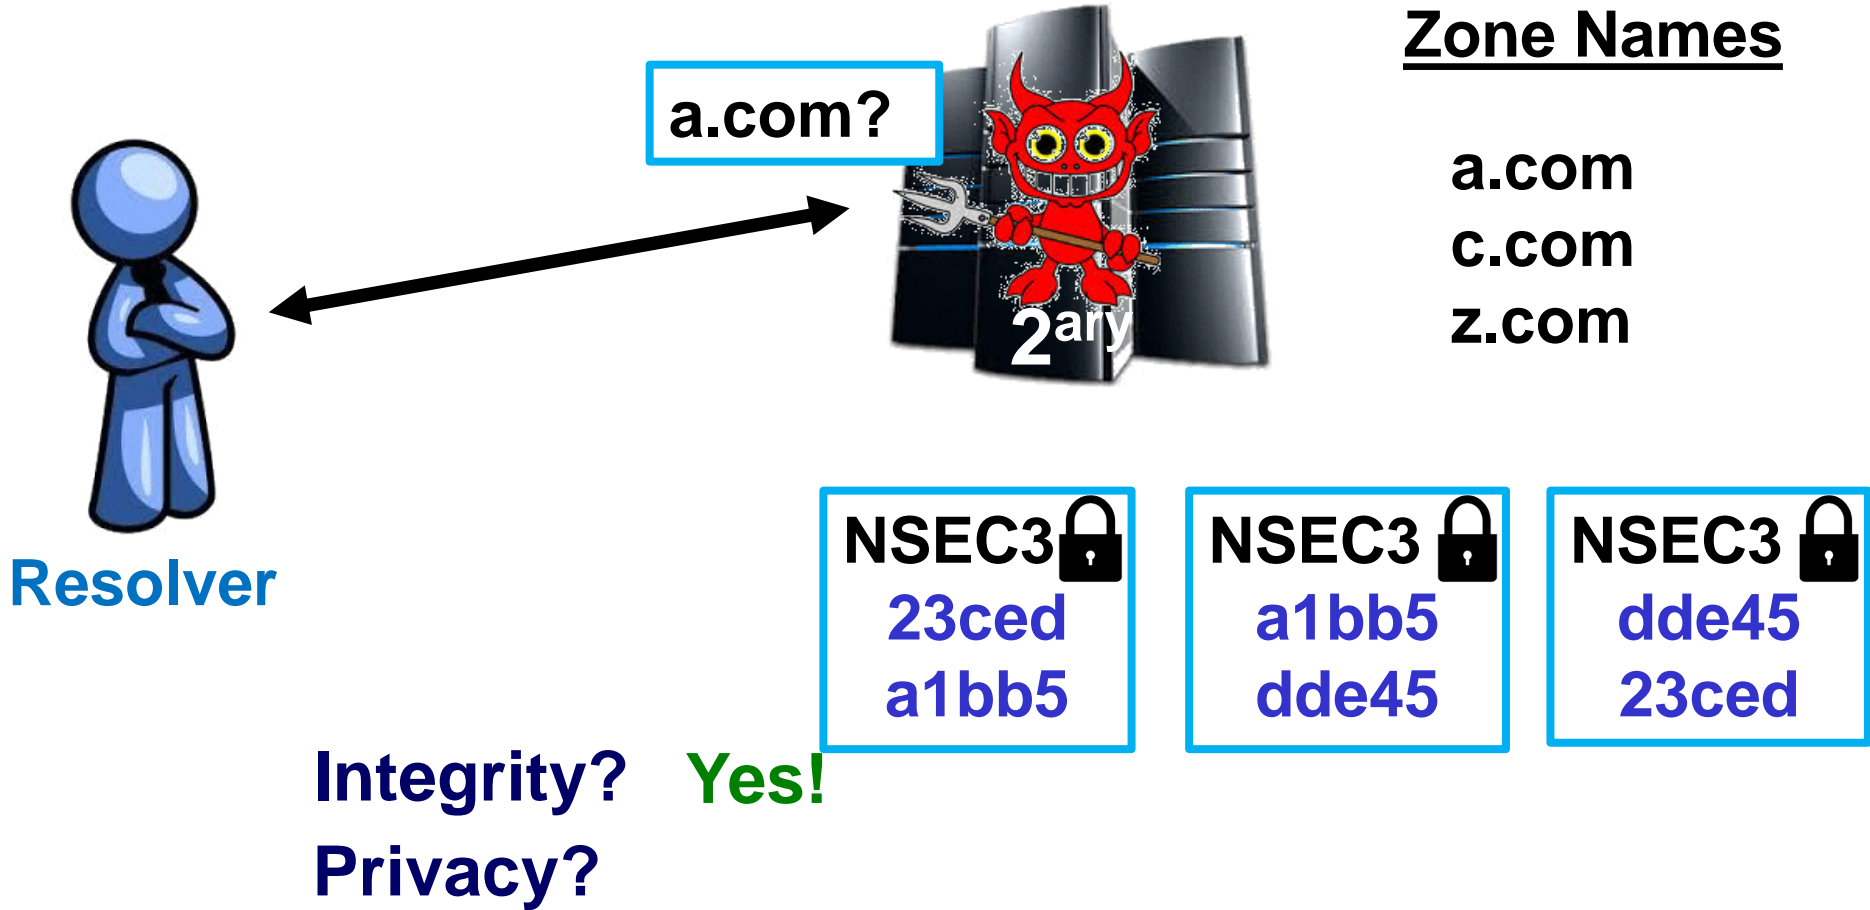 Zone Names
a.com?
a.com
c.com
z.com
2ary
Resolver
NSEC3
23ced
a1bb5
NSEC3
a1bb5
dde45
NSEC3
dde45
23ced
Integrity? Yes!
Privacy?